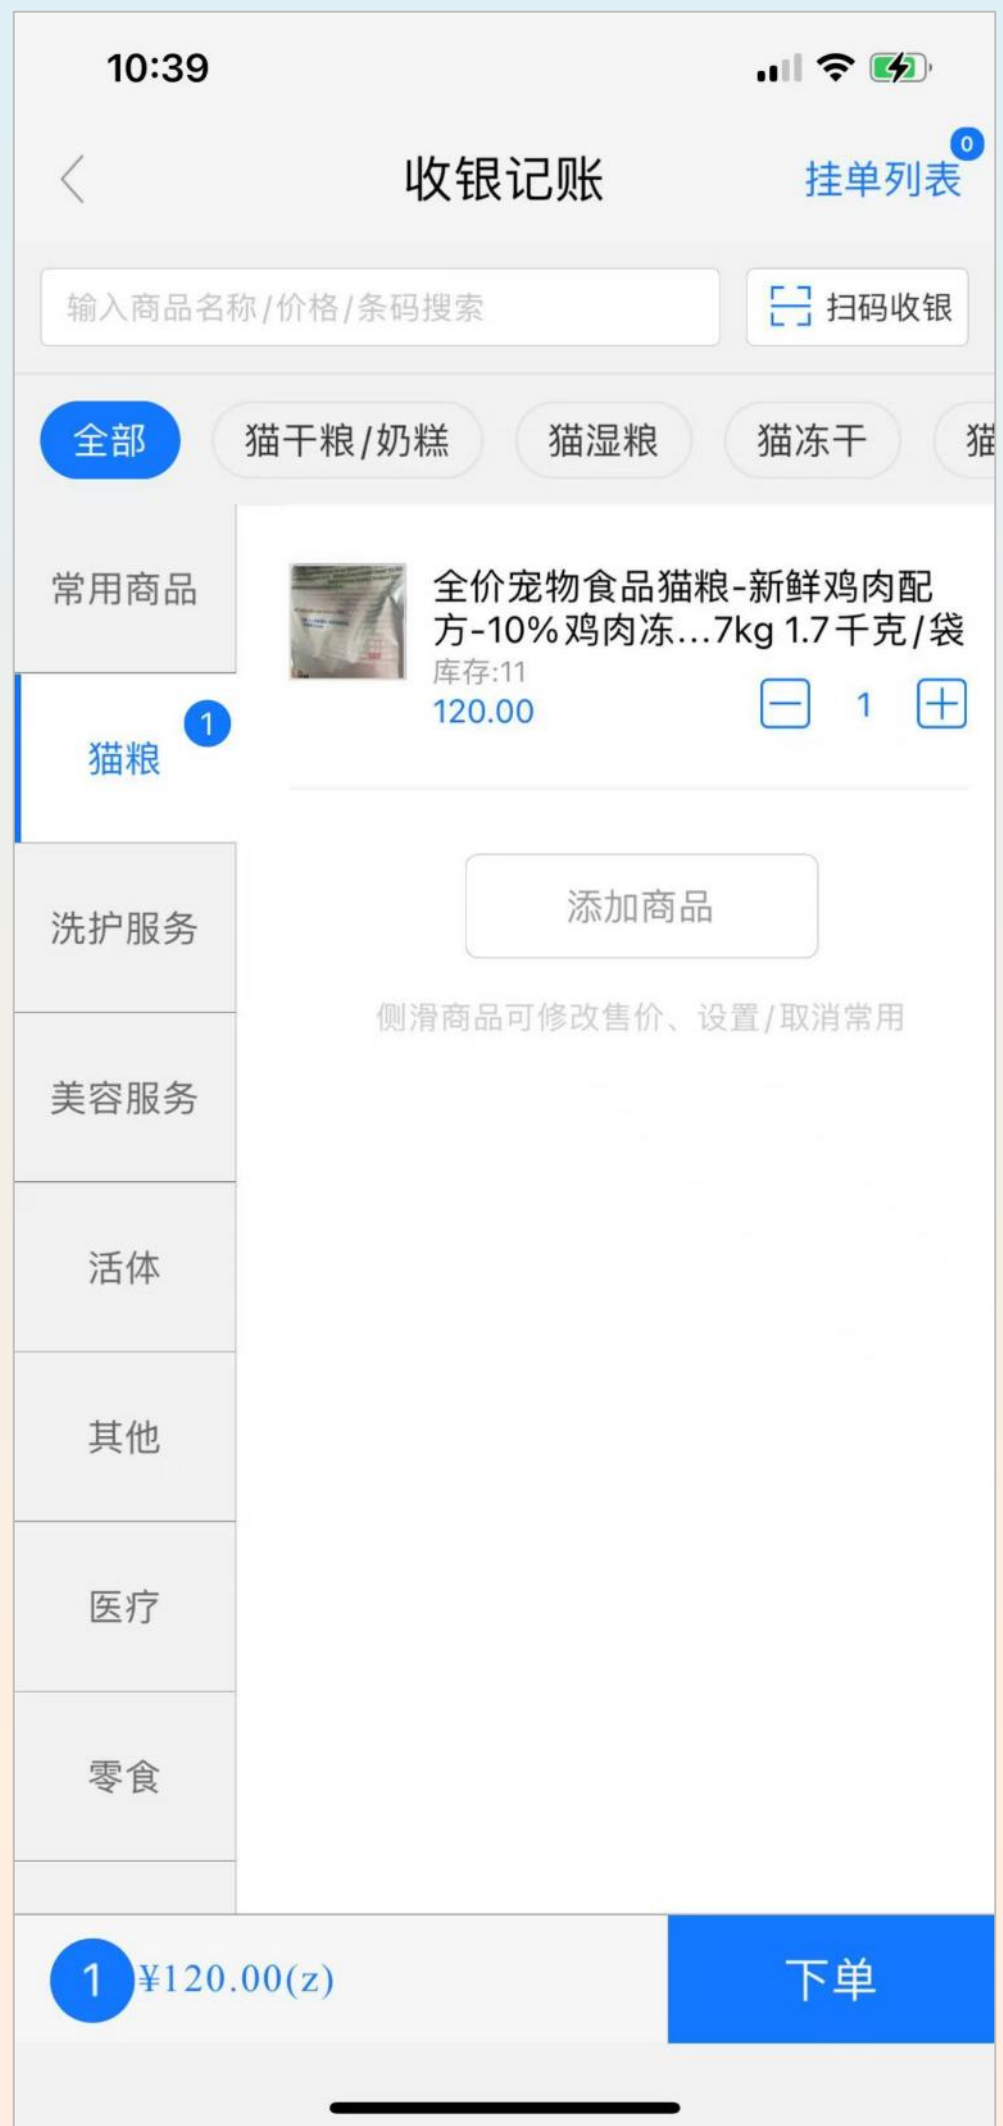 10:39
收银记账
挂单列表
0
输入商品名称/价格/条码搜索
扫码收银
全部
猫干粮/奶糕
猫湿粮
猫冻干
猫
常用商品
猫粮
1
洗护服务
美容服务
活体
其他
医疗
零食
全价宠物食品猫粮-新鲜鸡肉配
方-10%鸡肉冻...7kg 1.7千克/袋
库存:11
120.00
1
添加商品
侧滑商品可修改售价、设置/取消常用
1
¥120.00(z)
下单